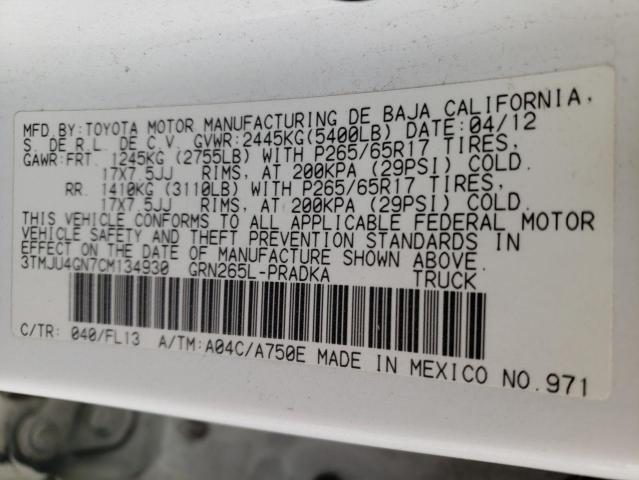 MFD BY:TOYOTA MOTOR MANUFACTURING DE BAJA CALIFORNIA,
S. DE R.L. DE C.V. GVWR:2445KG(5400LB) DATE:04/12
GAWR:FRT. 1245KG (2755LB) WITH P265/65R17 TIRES,
17X7.5JJ RIMS, AT 200KPA (29PSI) COLD.
RR. 1410KG (3110LB) WITH P265/65R17 TIRES,
17X7.5JJ RIMS, AT 200KPA (29PSI) COLD.
THIS VEHICLE CONFORMS TO ALL APPLICABLE FEDERAL MOTOR
VEHICLE SAFETY AND THEFT PREVENTION STANDARDS IN
EFFECT ON THE DATE OF MANUFACTURE SHOWN ABOVE.
3TMJU4GN7CM134930 GRN265L-PRADKA TRUCK
C/TR: 040/FL13 A/TM:A04C/A750E MADE IN MEXICO NO.971